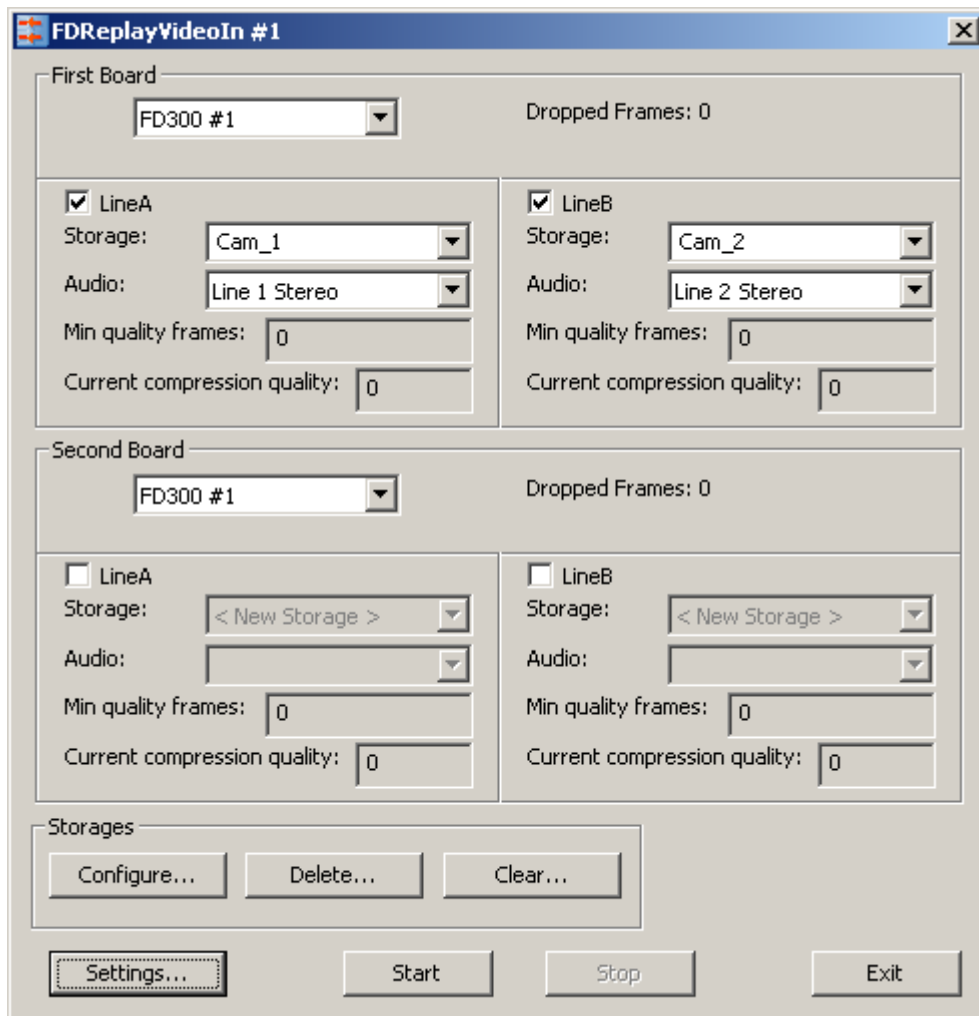 FDReplayVideoIn #1
First Board
FD300 #1
Dropped Frames: 0
LineA
Storage: Cam_1
Audio: Line 1 Stereo
Min quality frames: 0
Current compression quality: 0
LineB
Storage: Cam_2
Audio: Line 2 Stereo
Min quality frames: 0
Current compression quality: 0
Second Board
FD300 #1
Dropped Frames: 0
LineA
Storage: < New Storage >
Audio:
Min quality frames: 0
Current compression quality: 0
LineB
Storage: < New Storage >
Audio:
Min quality frames: 0
Current compression quality: 0
Storages
Configure... Delete... Clear...
Settings... Start Stop Exit